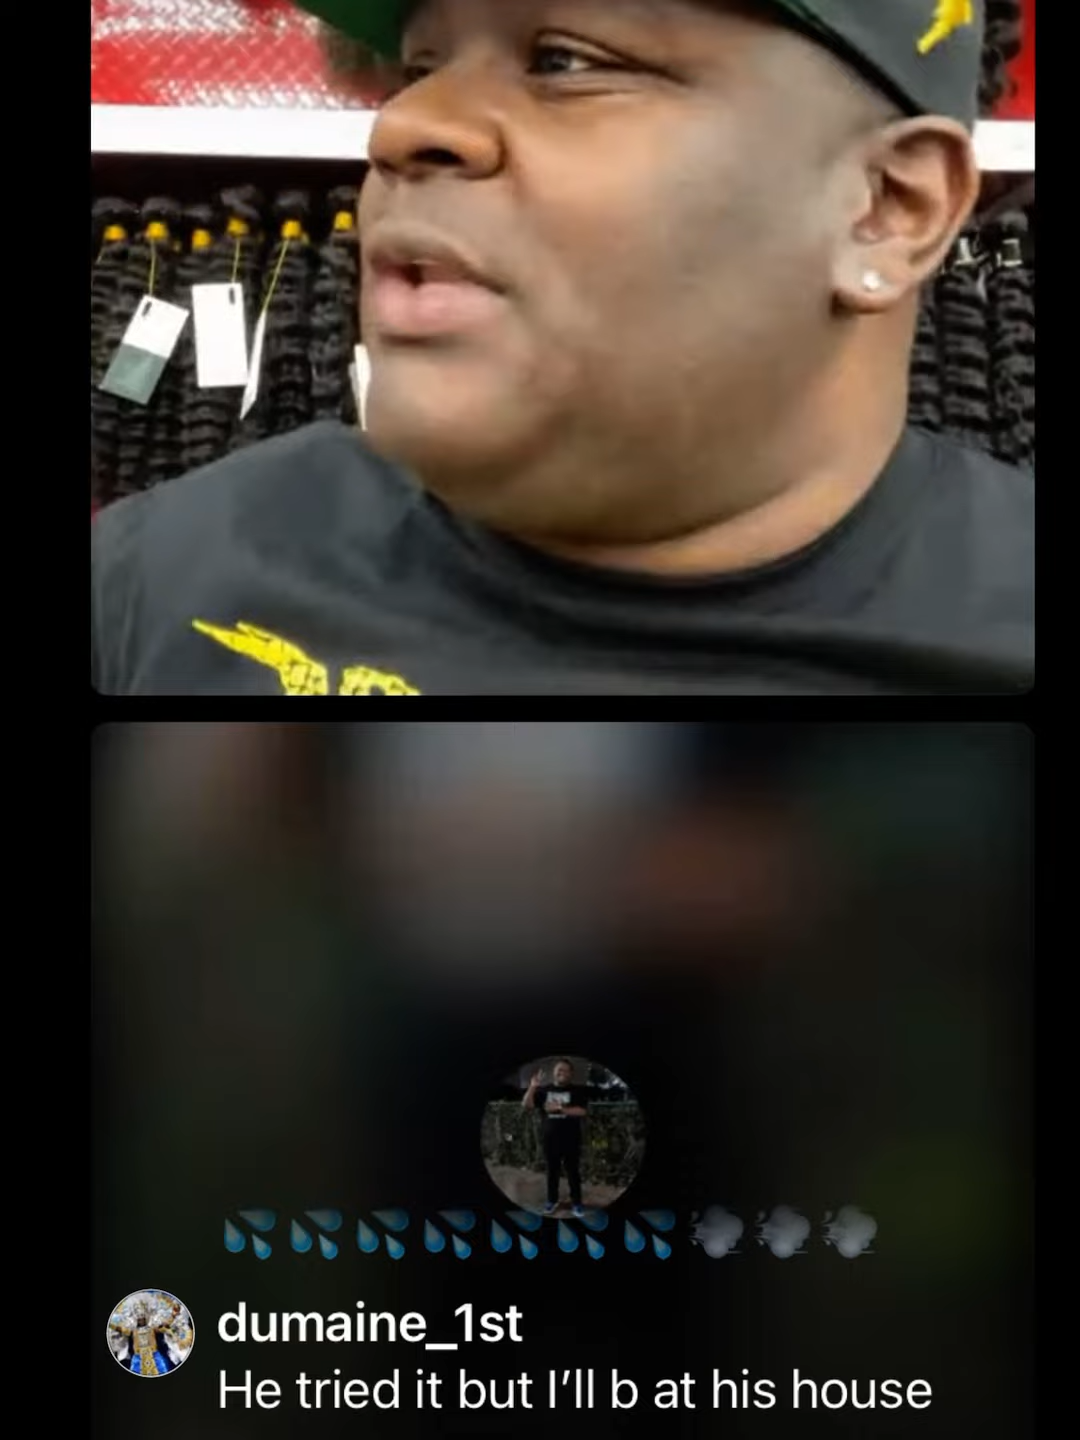 💦💦💦💦💦💦💦💨💨💨
dumaine_1st
He tried it but I’ll b at his house